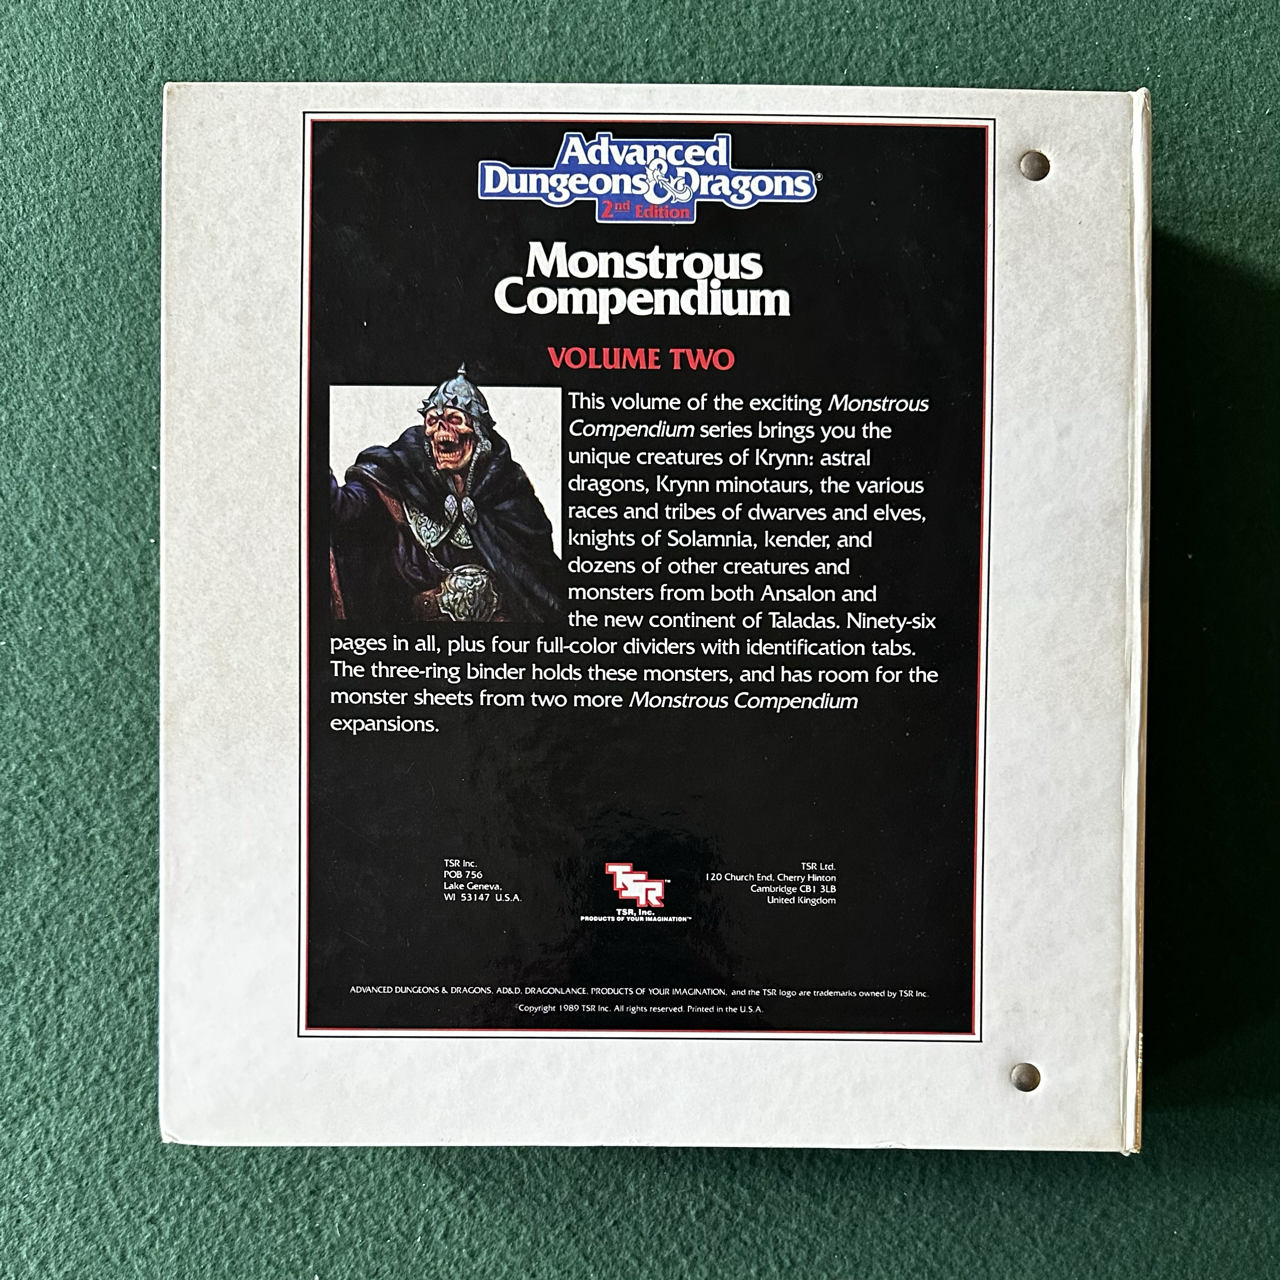 Advanced
Dungeons & Dragons®
2nd Edition
Monstrous
Compendium
VOLUME TWO
This volume of the exciting Monstrous
Compendium series brings you the
unique creatures of Krynn: astral
dragons, Krynn minotaurs, the various
races and tribes of dwarves and elves,
knights of Solamnia, kender, and
dozens of other creatures and
monsters from both Ansalon and
the new continent of Taladas. Ninety-six
pages in all, plus four full-color dividers with identification tabs.
The three-ring binder holds these monsters, and has room for the
monster sheets from two more Monstrous Compendium
expansions.
TSR Inc.
POB 756
Lake Geneva,
WI 53147 U.S.A.
TSR™
TSR, Inc.
PRODUCTS OF YOUR IMAGINATION™
TSR Ltd.
120 Church End, Cherry Hinton
Cambridge CB1 3LB
United Kingdom
ADVANCED DUNGEONS & DRAGONS, AD&D, DRAGONLANCE, PRODUCTS OF YOUR IMAGINATION, and the TSR logo are trademarks owned by TSR Inc.
©Copyright 1989 TSR Inc. All rights reserved. Printed in the U.S.A.